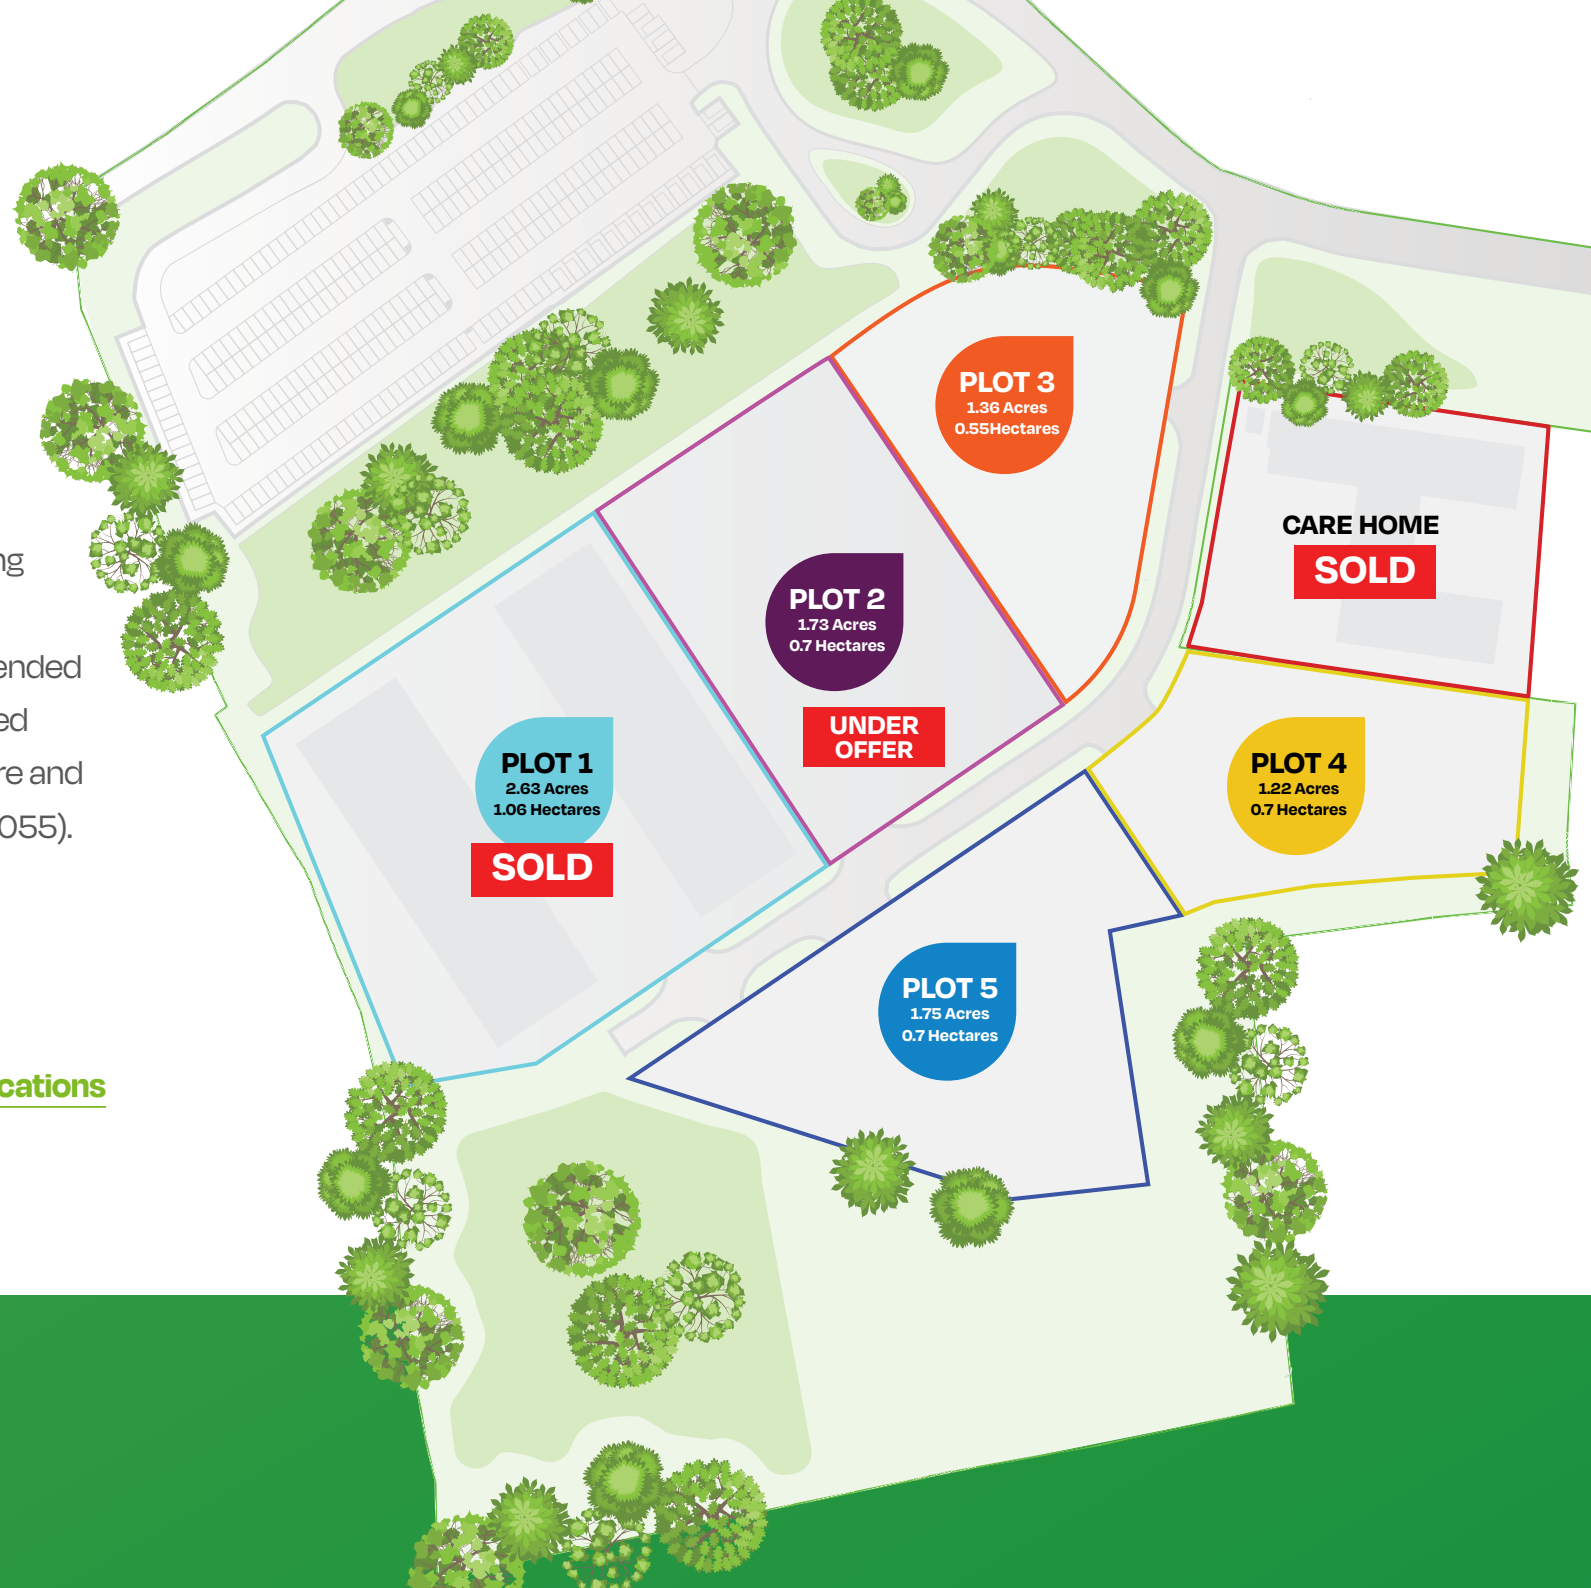 ng
ended
ed
re and
055).
cations
PLOT 3
1.36 Acres
0.55Hectares
CARE HOME
SOLD
PLOT 2
1.73 Acres
0.7 Hectares
UNDER
OFFER
PLOT 1
2.63 Acres
1.06 Hectares
SOLD
PLOT 4
1.22 Acres
0.7 Hectares
PLOT 5
1.75 Acres
0.7 Hectares